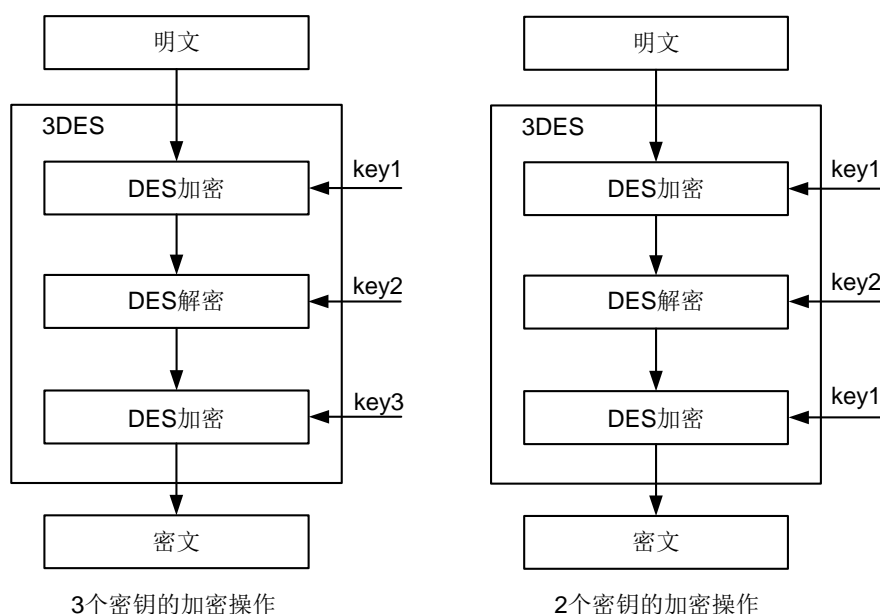 明文
3DES
DES加密
key1
DES解密
key2
DES加密
key3
密文
3个密钥的加密操作
明文
3DES
DES加密
key1
DES解密
key2
DES加密
key1
密文
2个密钥的加密操作